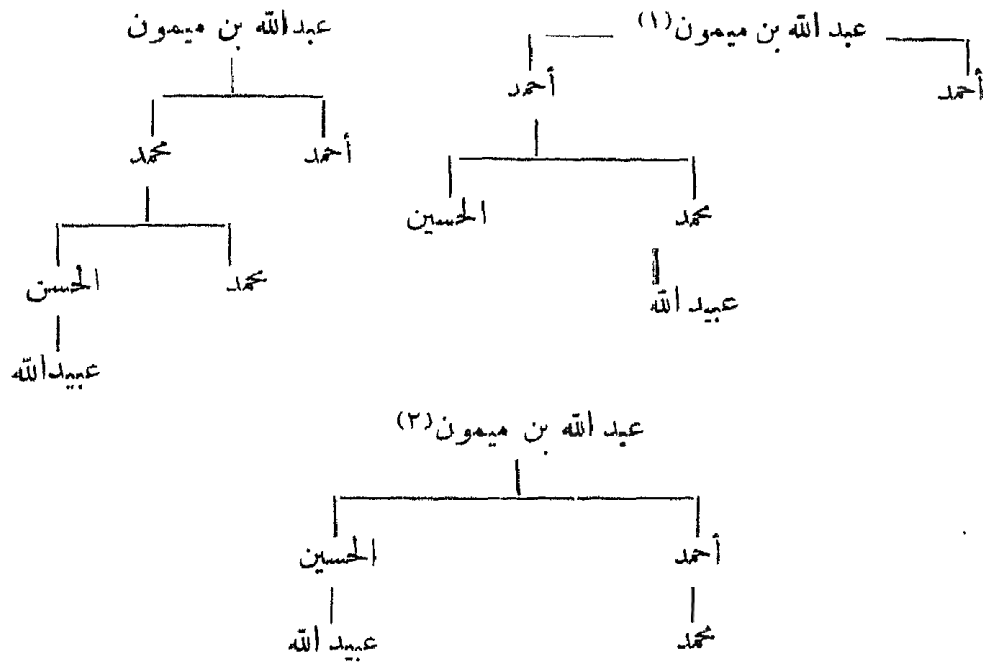 عبد الله بن ميمون(١)
أحمد أحمد
محمد الحسين
عبيد الله
عبد الله بن ميمون
أحمد محمد
محمد الحسن
عبيد الله
عبد الله بن ميمون(٢)
أحمد الحسين
محمد عبيد الله